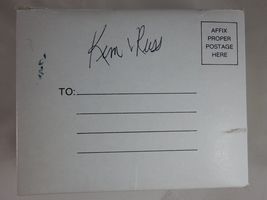 AFFIX
PROPER
POSTAGE
HERE
Kim & Russ
TO: